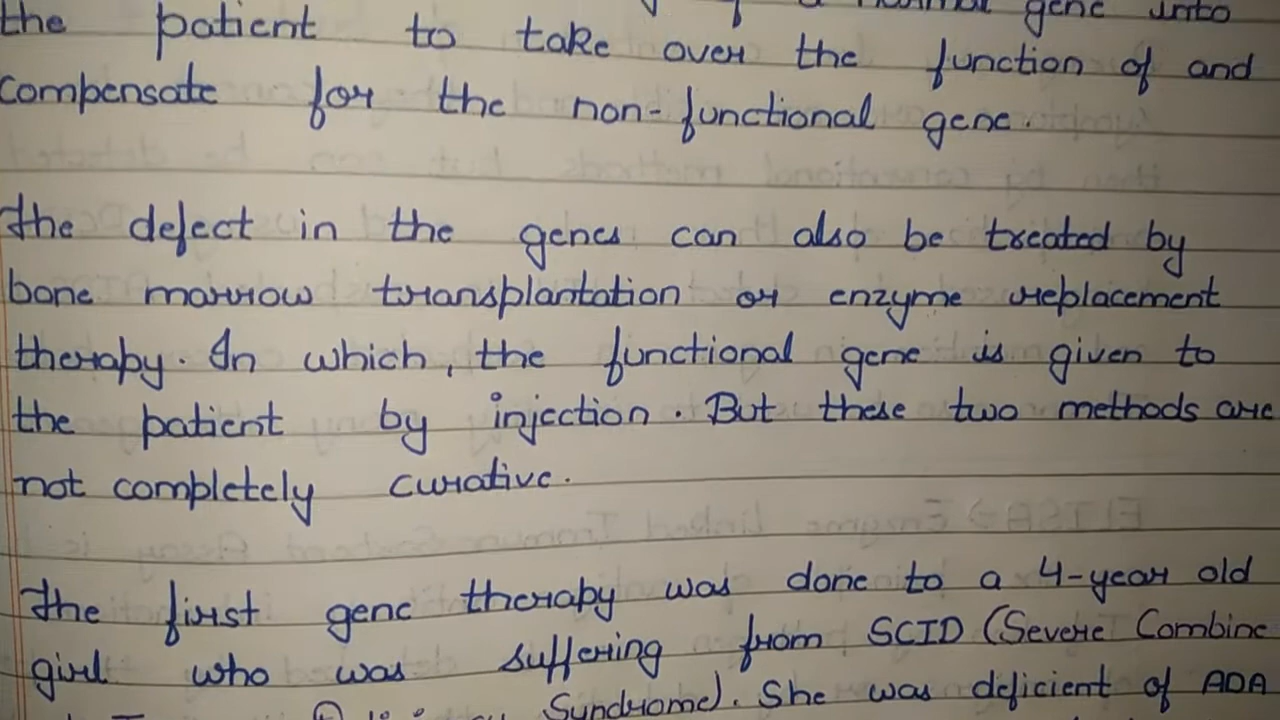 gene into
the patient to take over the function of and
compensate for the non-functional gene.
The defect in the genes can also be treated by
bone marrow transplantation or enzyme replacement
therapy. In which, the functional gene is given to
the patient by injection. But these two methods are
not completely curative.
The first gene therapy was done to a 4-year old
girl who was suffering from SCID (Severe Combine
Syndrome). She was deficient of ADA